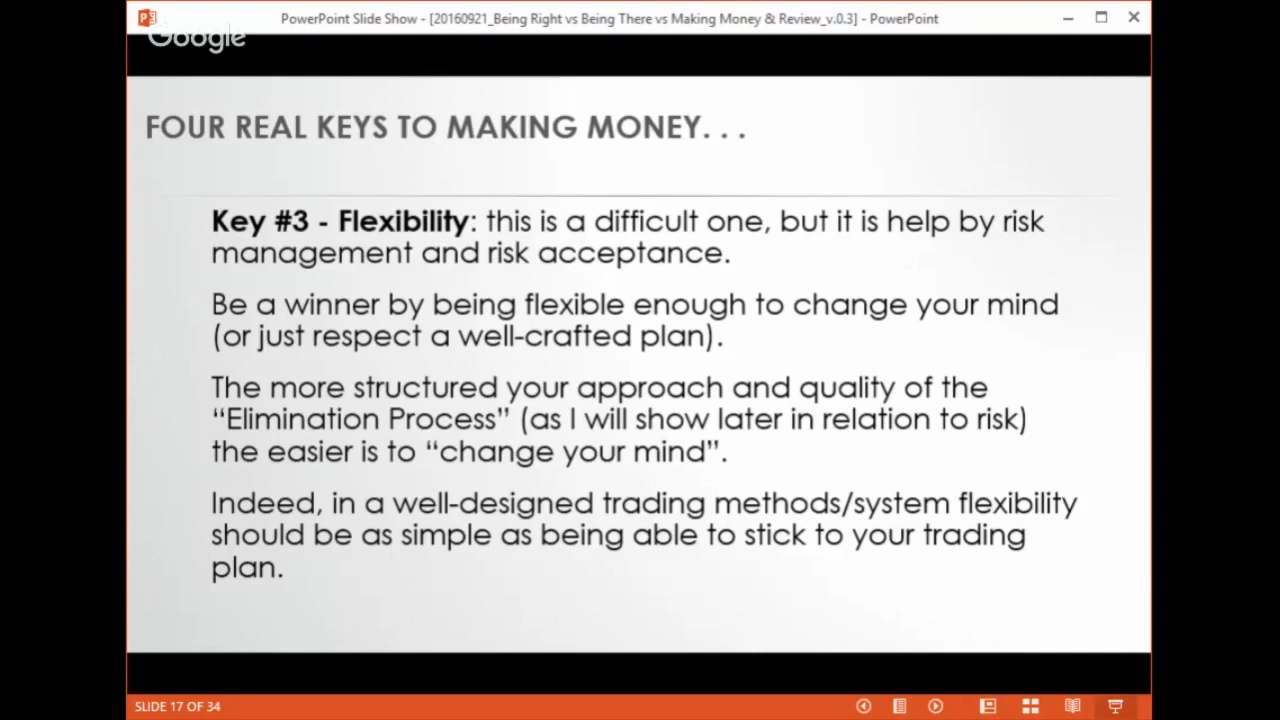 PowerPoint Slide Show - [20160921_Being Right vs Being There vs Making Money & Review_v.0.3] - PowerPoint
Google
FOUR REAL KEYS TO MAKING MONEY. . .
Key #3 - Flexibility: this is a difficult one, but it is help by risk
management and risk acceptance.
Be a winner by being flexible enough to change your mind
(or just respect a well-crafted plan).
The more structured your approach and quality of the
“Elimination Process” (as I will show later in relation to risk)
the easier is to “change your mind”.
Indeed, in a well-designed trading methods/system flexibility
should be as simple as being able to stick to your trading
plan.
SLIDE 17 OF 34